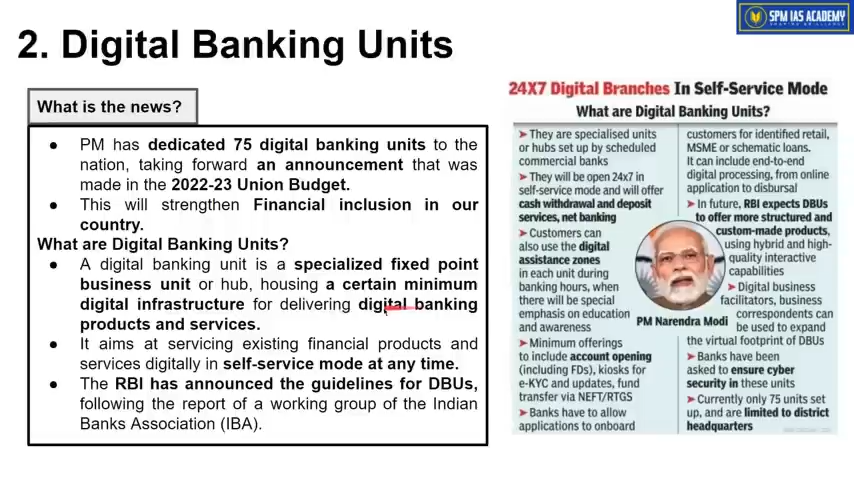 SPM IAS ACADEMY
2. Digital Banking Units
What is the news?
● PM has dedicated 75 digital banking units to the
nation, taking forward an announcement that was
made in the 2022-23 Union Budget.
● This will strengthen Financial inclusion in our
country.
What are Digital Banking Units?
● A digital banking unit is a specialized fixed point
business unit or hub, housing a certain minimum
digital infrastructure for delivering digital banking
products and services.
● It aims at servicing existing financial products and
services digitally in self-service mode at any time.
● The RBI has announced the guidelines for DBUs,
following the report of a working group of the Indian
Banks Association (IBA).
24X7 Digital Branches In Self-Service Mode
What are Digital Banking Units?
➤ They are specialised units
or hubs set up by scheduled
commercial banks
➤ They will be open 24x7 in
self-service mode and will offer
cash withdrawal and deposit
services, net banking
➤ Customers can
also use the digital
assistance zones
in each unit during
banking hours, when
there will be special
emphasis on education
and awareness
➤ Minimum offerings
to include account opening
(including FDs), kiosks for
e-KYC and updates, fund
transfer via NEFT/RTGS
➤ Banks have to allow
applications to onboard
customers for identified retail,
MSME or schematic loans.
It can include end-to-end
digital processing, from online
application to disbursal
➤ In future, RBI expects DBUs
to offer more structured and
custom-made products,
using hybrid and high-
quality interactive
capabilities
➤ Digital business
facilitators, business
correspondents can
be used to expand
the virtual footprint of DBUs
➤ Banks have been
asked to ensure cyber
security in these units
➤ Currently only 75 units set
up, and are limited to district
headquarters
PM Narendra Modi